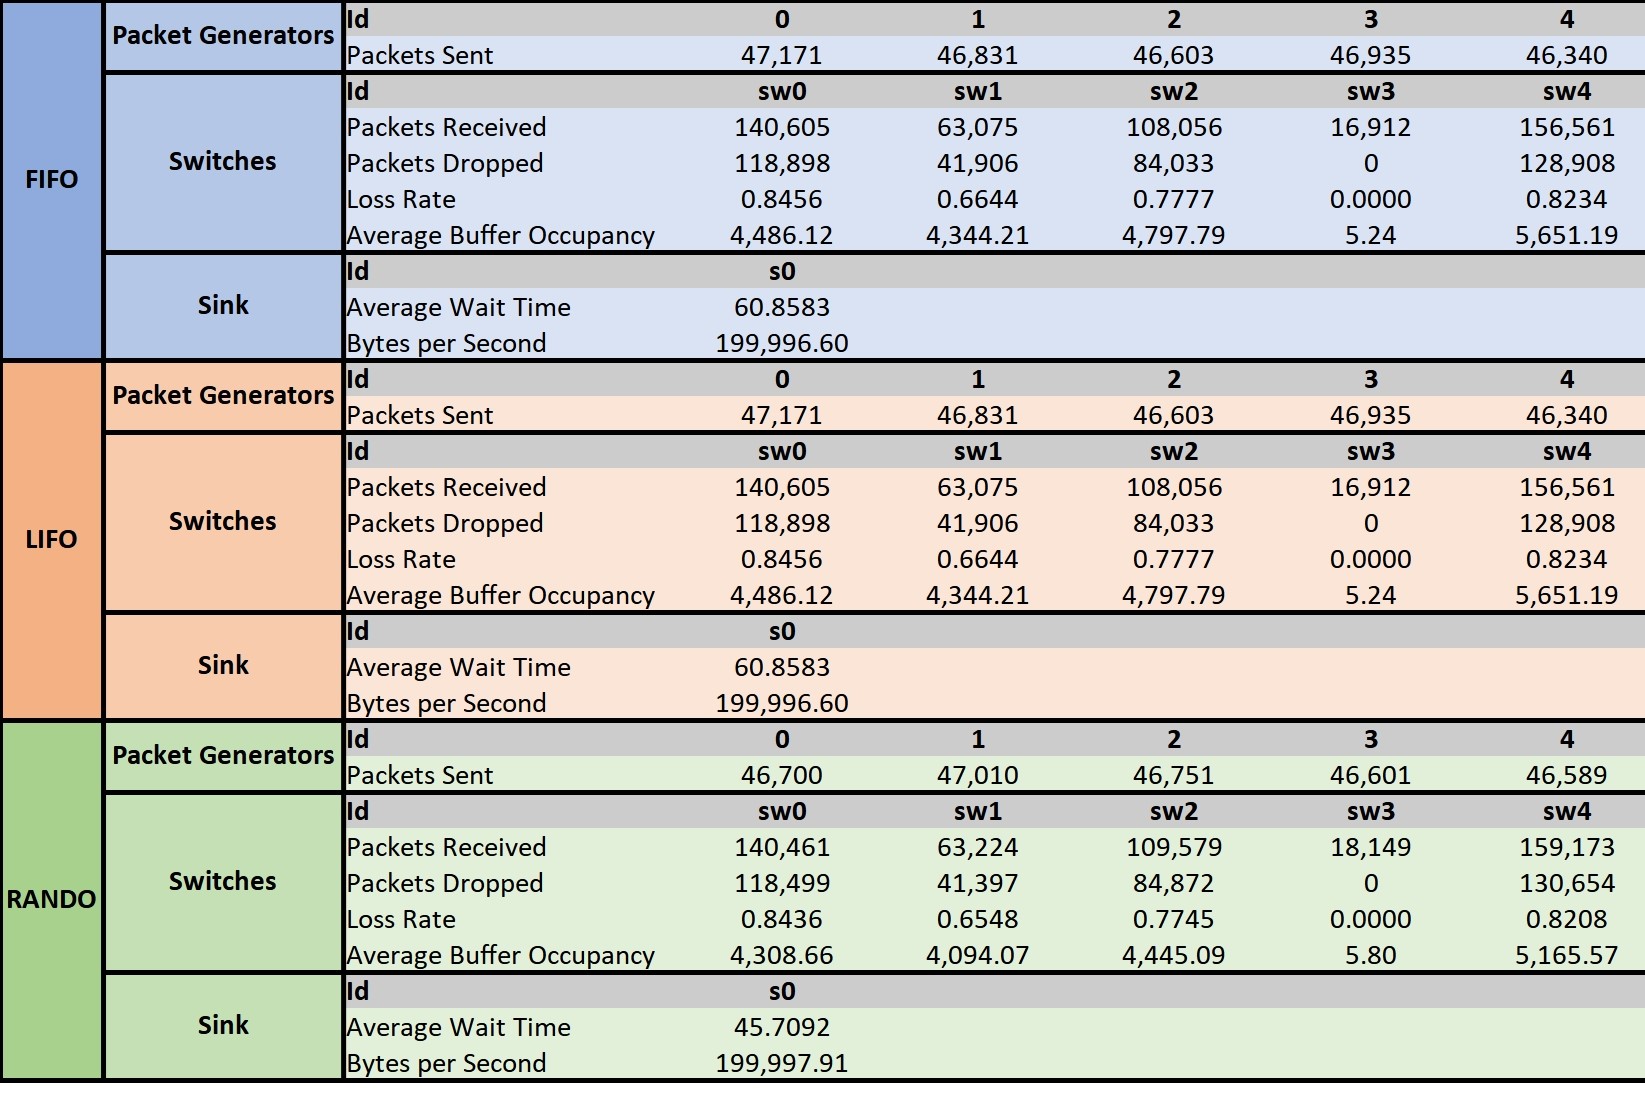 FIFO
Packet Generators
Id 0 1 2 3 4
Packets Sent 47,171 46,831 46,603 46,935 46,340
Switches
Id sw0 sw1 sw2 sw3 sw4
Packets Received 140,605 63,075 108,056 16,912 156,561
Packets Dropped 118,898 41,906 84,033 0 128,908
Loss Rate 0.8456 0.6644 0.7777 0.0000 0.8234
Average Buffer Occupancy 4,486.12 4,344.21 4,797.79 5.24 5,651.19
Sink
Id s0
Average Wait Time 60.8583
Bytes per Second 199,996.60
LIFO
Packet Generators
Id 0 1 2 3 4
Packets Sent 47,171 46,831 46,603 46,935 46,340
Switches
Id sw0 sw1 sw2 sw3 sw4
Packets Received 140,605 63,075 108,056 16,912 156,561
Packets Dropped 118,898 41,906 84,033 0 128,908
Loss Rate 0.8456 0.6644 0.7777 0.0000 0.8234
Average Buffer Occupancy 4,486.12 4,344.21 4,797.79 5.24 5,651.19
Sink
Id s0
Average Wait Time 60.8583
Bytes per Second 199,996.60
RANDO
Packet Generators
Id 0 1 2 3 4
Packets Sent 46,700 47,010 46,751 46,601 46,589
Switches
Id sw0 sw1 sw2 sw3 sw4
Packets Received 140,461 63,224 109,579 18,149 159,173
Packets Dropped 118,499 41,397 84,872 0 130,654
Loss Rate 0.8436 0.6548 0.7745 0.0000 0.8208
Average Buffer Occupancy 4,308.66 4,094.07 4,445.09 5.80 5,165.57
Sink
Id s0
Average Wait Time 45.7092
Bytes per Second 199,997.91